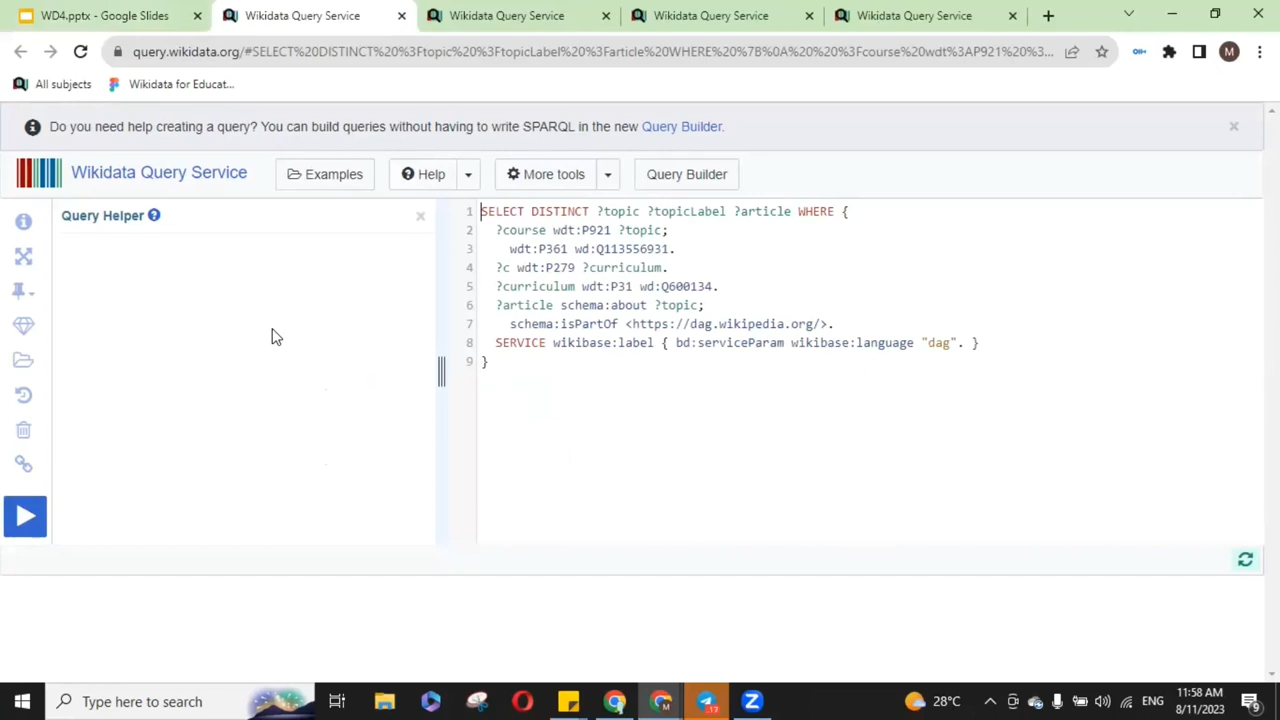 WD4.pptx - Google Slides
Wikidata Query Service
Wikidata Query Service
Wikidata Query Service
Wikidata Query Service
query.wikidata.org/#SELECT%20DISTINCT%20%3Ftopic%20%3FtopicLabel%20%3Farticle%20WHERE%20%7B%0A%20%20%3Fcourse%20wdt%3AP921%20%3...
M
All subjects
Wikidata for Educat...
Do you need help creating a query? You can build queries without having to write SPARQL in the new Query Builder.
Wikidata Query Service
Examples
Help
More tools
Query Builder
Query Helper
1 SELECT DISTINCT ?topic ?topicLabel ?article WHERE {
2 ?course wdt:P921 ?topic;
3 wdt:P361 wd:Q113556931.
4 ?c wdt:P279 ?curriculum.
5 ?curriculum wdt:P31 wd:Q600134.
6 ?article schema:about ?topic;
7 schema:isPartOf <https://dag.wikipedia.org/>.
8 SERVICE wikibase:label { bd:serviceParam wikibase:language "dag". }
9 }
Type here to search
28°C
ENG
11:58 AM
8/11/2023